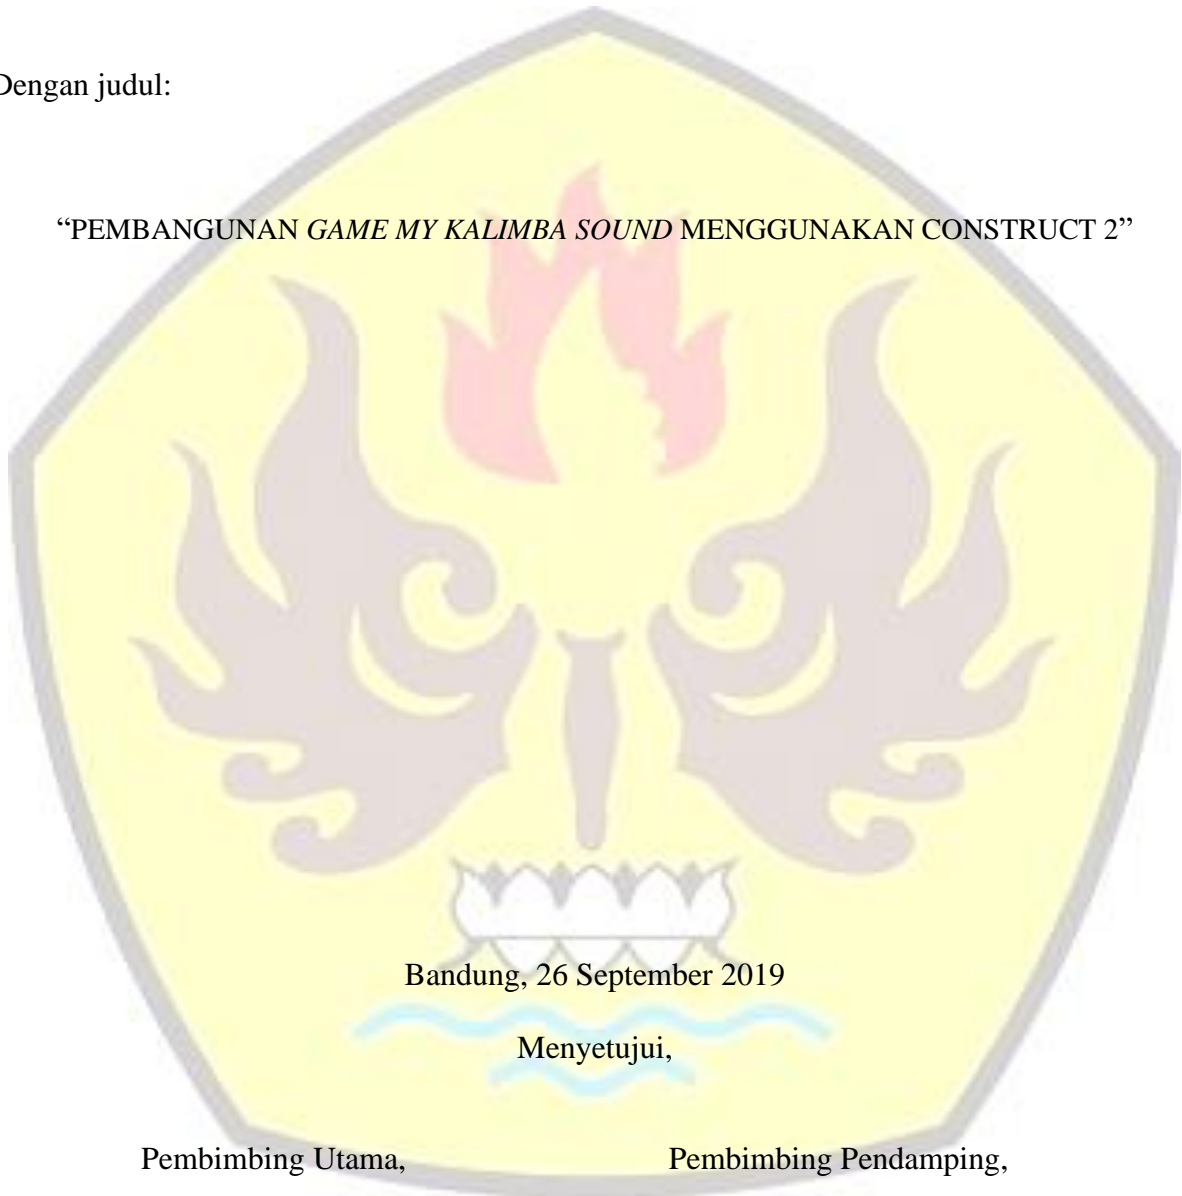 Dengan judul:
“PEMBANGUNAN GAME MY KALIMBA SOUND MENGGUNAKAN CONSTRUCT 2”
Bandung, 26 September 2019
Menyetujui,
Pembimbing Utama, Pembimbing Pendamping,